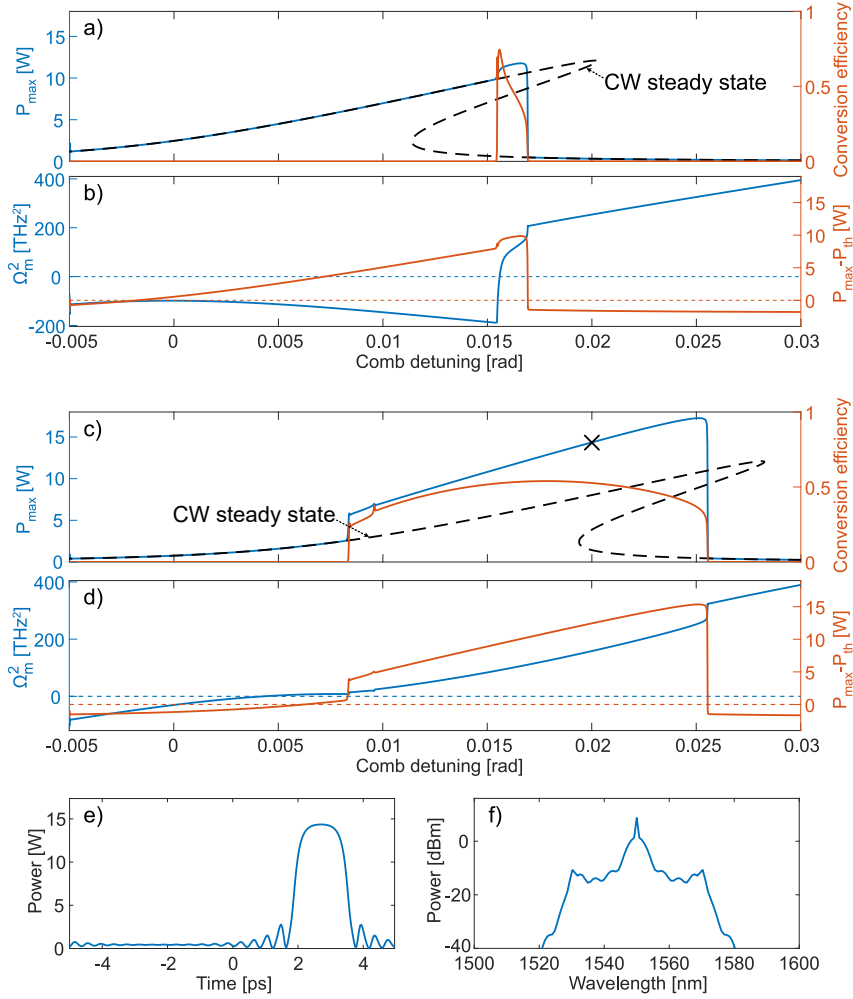 a)
P_max [W]
15
10
5
0
CW steady state
1
0.5
0
Conversion efficiency
b)
Ω_m^2 [THz^2]
400
200
0
-200
15
10
5
0
P_max-P_th [W]
-0.005 0 0.005 0.01 0.015 0.02 0.025 0.03
Comb detuning [rad]
c)
P_max [W]
15
10
5
0
CW steady state
1
0.5
0
Conversion efficiency
d)
Ω_m^2 [THz^2]
400
200
0
15
10
5
0
P_max-P_th [W]
-0.005 0 0.005 0.01 0.015 0.02 0.025 0.03
Comb detuning [rad]
e)
Power [W]
15
10
5
0
-4 -2 0 2 4
Time [ps]
f)
Power [dBm]
0
-20
-40
1500 1520 1540 1560 1580 1600
Wavelength [nm]